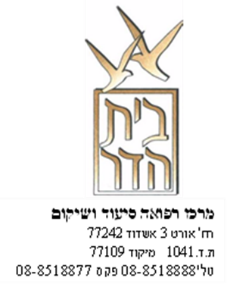 בית
הדר
מרכז רפואה סיעוד ושיקום
רח' אורט 3 אשדוד 77242
ת.ד. 1041 מיקוד 77109
טל' 08-8518888 פקס 08-8518877